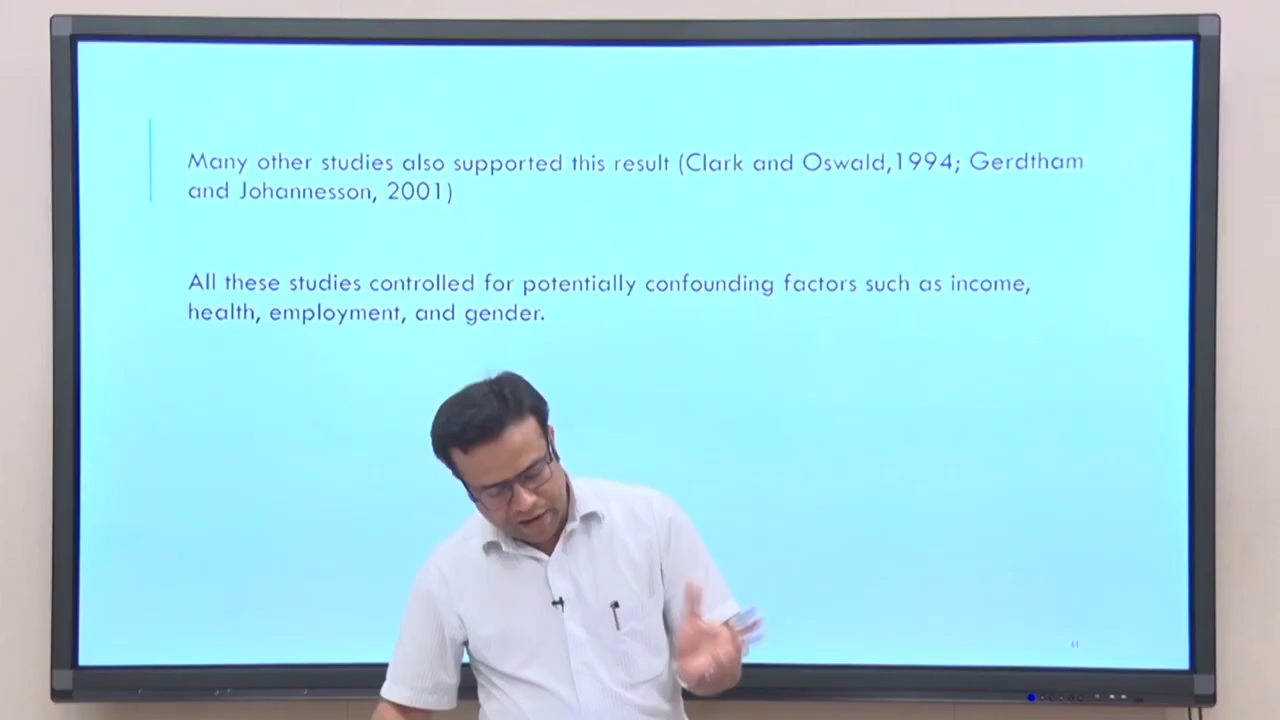 Many other studies also supported this result (Clark and Oswald,1994; Gerdtham
and Johannesson, 2001)
All these studies controlled for potentially confounding factors such as income,
health, employment, and gender.